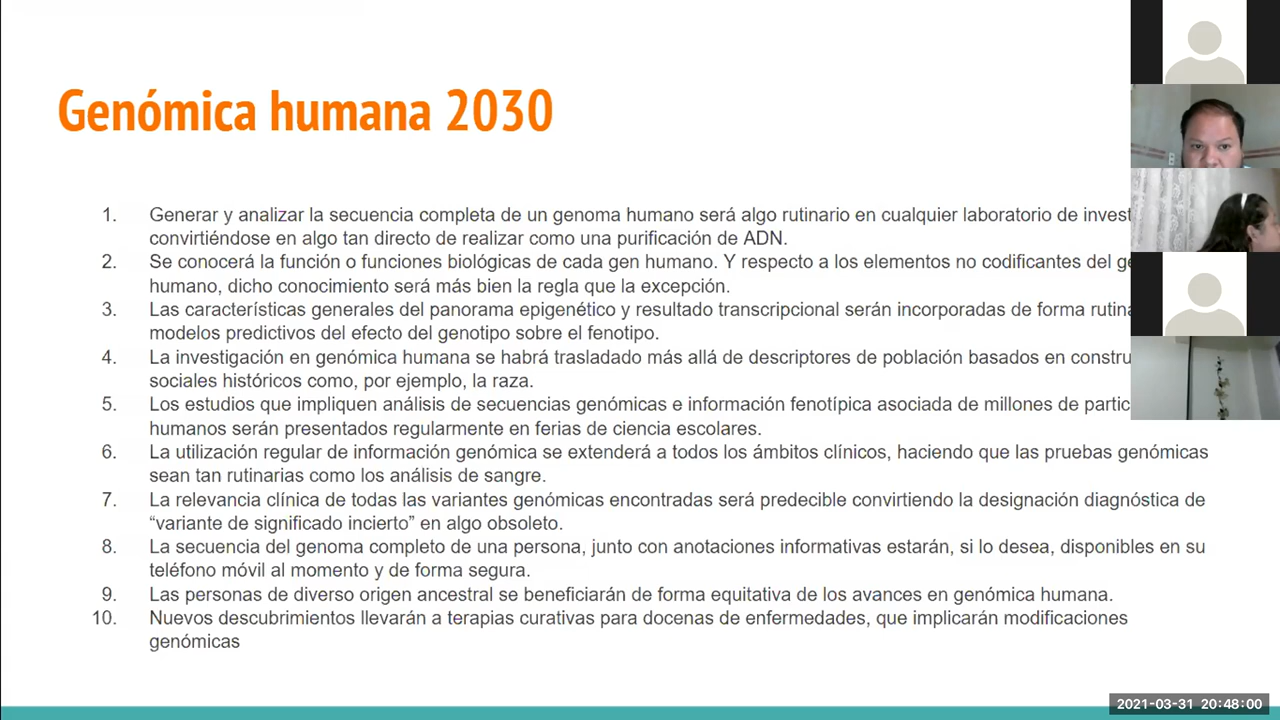 Genómica humana 2030
1. Generar y analizar la secuencia completa de un genoma humano será algo rutinario en cualquier laboratorio de
convirtiéndose en algo tan directo de realizar como una purificación de ADN.
2. Se conocerá la función o funciones biológicas de cada gen humano. Y respecto a los elementos no codificantes del
humano, dicho conocimiento será más bien la regla que la excepción.
3. Las características generales del panorama epigenético y resultado transcripcional serán incorporadas de forma
modelos predictivos del efecto del genotipo sobre el fenotipo.
4. La investigación en genómica humana se habrá trasladado más allá de descriptores de población basados en
sociales históricos como, por ejemplo, la raza.
5. Los estudios que impliquen análisis de secuencias genómicas e información fenotípica asociada de millones de
humanos serán presentados regularmente en ferias de ciencia escolares.
6. La utilización regular de información genómica se extenderá a todos los ámbitos clínicos, haciendo que las pruebas genómicas
sean tan rutinarias como los análisis de sangre.
7. La relevancia clínica de todas las variantes genómicas encontradas será predecible convirtiendo la designación diagnóstica de
“variante de significado incierto” en algo obsoleto.
8. La secuencia del genoma completo de una persona, junto con anotaciones informativas estarán, si lo desea, disponibles en su
teléfono móvil al momento y de forma segura.
9. Las personas de diverso origen ancestral se beneficiarán de forma equitativa de los avances en genómica humana.
10. Nuevos descubrimientos llevarán a terapias curativas para docenas de enfermedades, que implicarán modificaciones
genómicas
2021-03-31 20:48:00